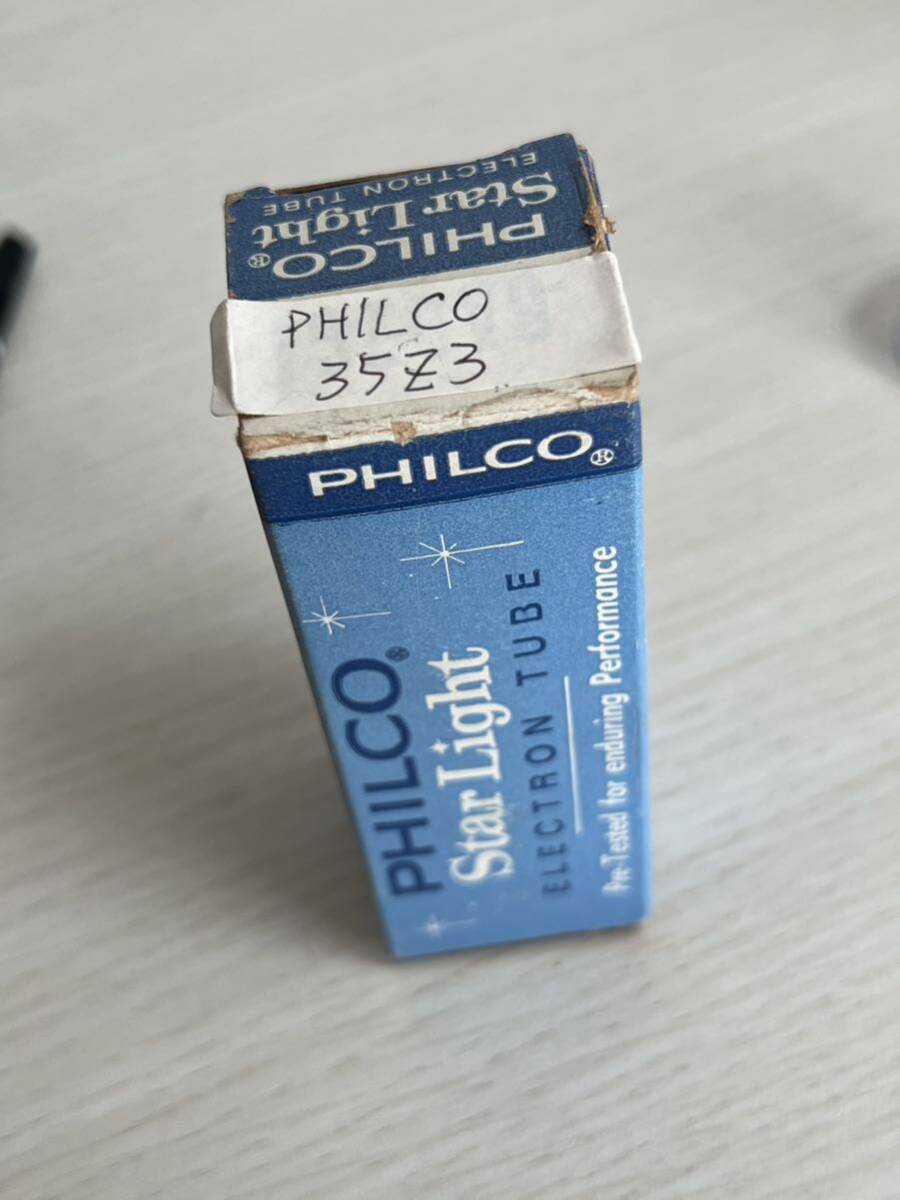 PHILCO®
Star Light
ELECTRON TUBE
PHILCO
35Z3
PHILCO®
PHILCO®
Star Light
ELECTRON TUBE
Pre-Tested for enduring Performance